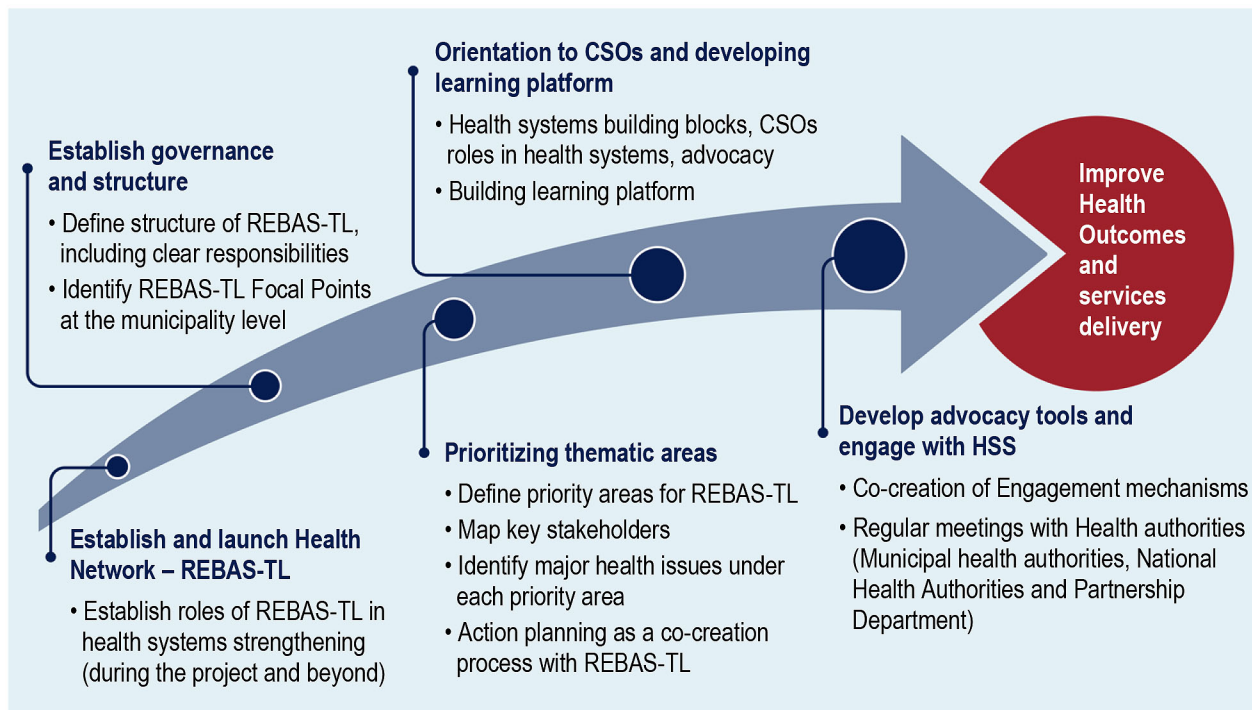 Orientation to CSOs and developing
learning platform
• Health systems building blocks, CSOs
roles in health systems, advocacy
• Building learning platform
Establish governance
and structure
• Define structure of REBAS-TL,
including clear responsibilities
• Identify REBAS-TL Focal Points
at the municipality level
Improve
Health
Outcomes
and
services
delivery
Establish and launch Health
Network – REBAS-TL
• Establish roles of REBAS-TL in
health systems strengthening
(during the project and beyond)
Prioritizing thematic areas
• Define priority areas for REBAS-TL
• Map key stakeholders
• Identify major health issues under
each priority area
• Action planning as a co-creation
process with REBAS-TL
Develop advocacy tools and
engage with HSS
• Co-creation of Engagement mechanisms
• Regular meetings with Health authorities
(Municipal health authorities, National
Health Authorities and Partnership
Department)